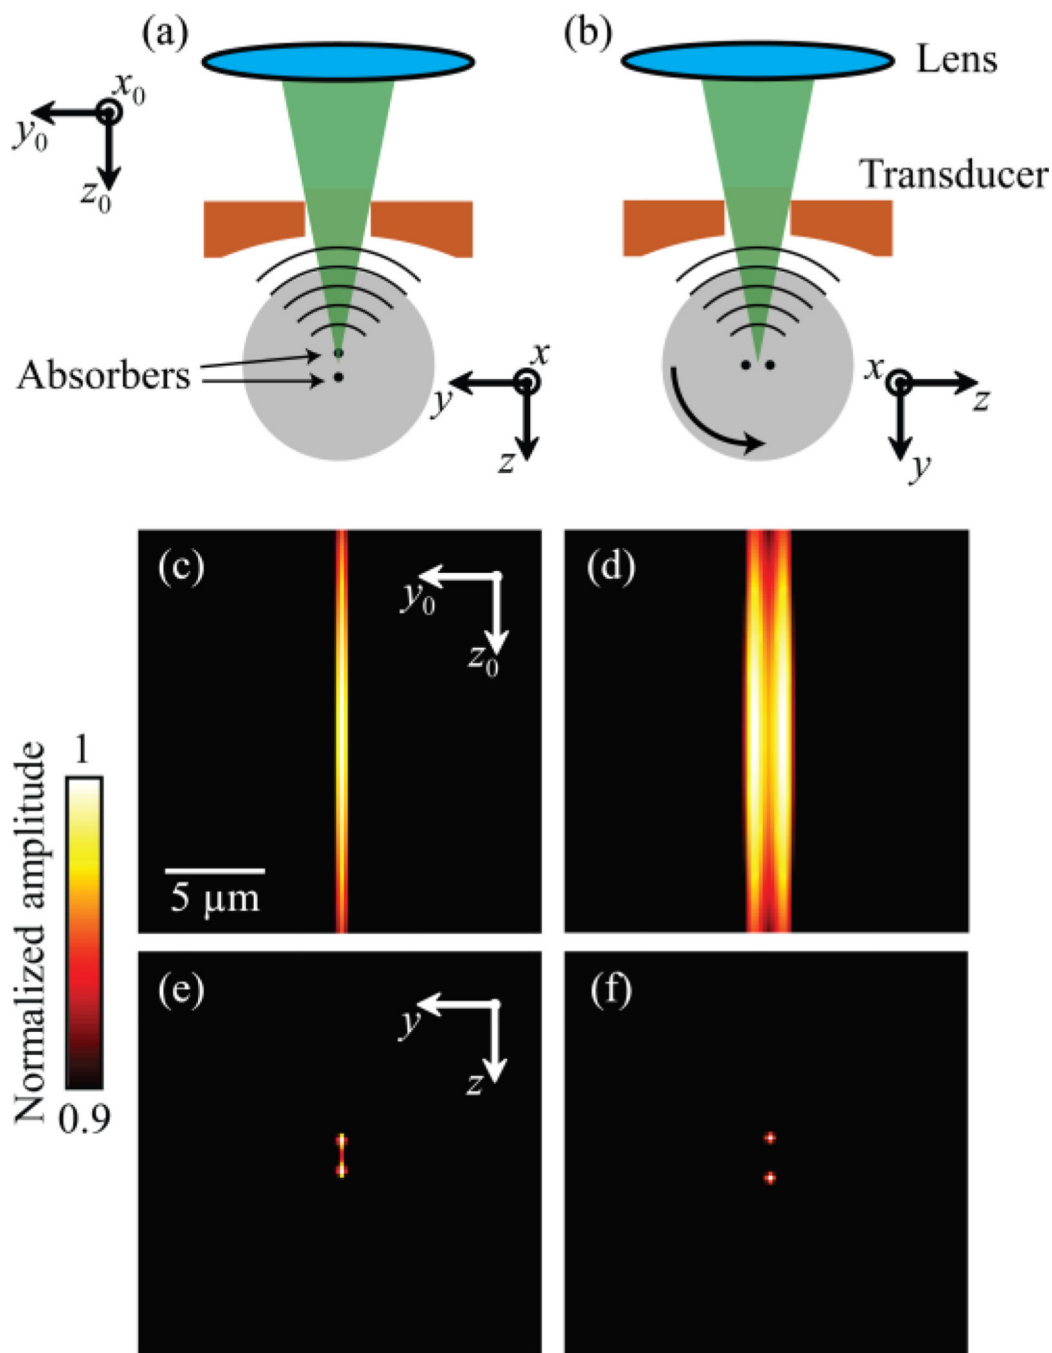 (a)
(b)
Lens
x₀
y₀
z₀
Transducer
Absorbers
x
y
z
x
z
y
(c)
y₀
z₀
(d)
Normalized amplitude
1
0.9
5 μm
(e)
y
z
(f)